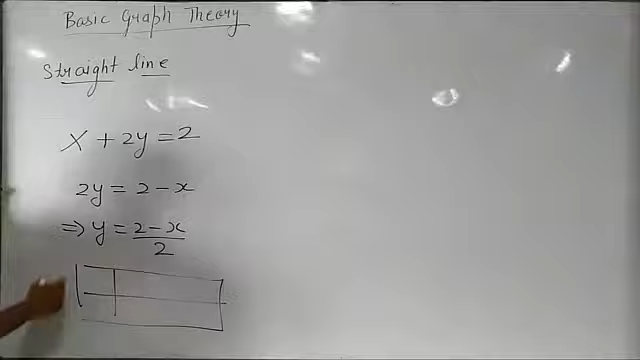 Basic Graph Theory
Straight line
x + 2y = 2
2y = 2 - x
⇒ y = (2-x)/2